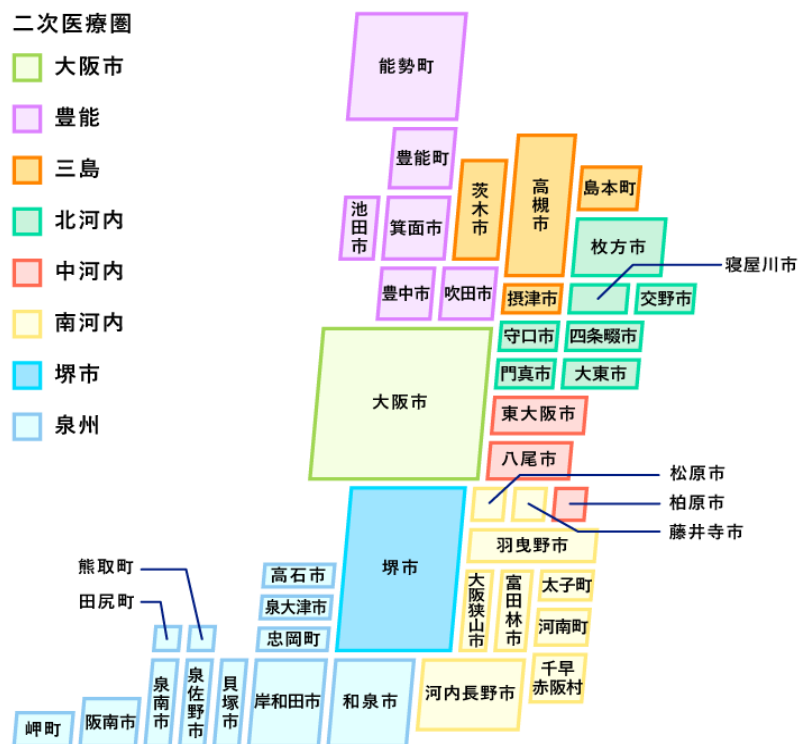 二次医療圏
大阪市
豊能
三島
北河内
中河内
南河内
堺市
泉州
能勢町
豊能町
池田市
箕面市
茨木市
高槻市
島本町
枚方市
寝屋川市
豊中市
吹田市
摂津市
交野市
守口市
四条畷市
門真市
大東市
大阪市
東大阪市
八尾市
松原市
柏原市
藤井寺市
堺市
羽曳野市
熊取町
田尻町
高石市
泉大津市
忠岡町
大阪狭山市
富田林市
太子町
河南町
千早
赤阪村
岬町
阪南市
泉南市
泉佐野市
貝塚市
岸和田市
和泉市
河内長野市